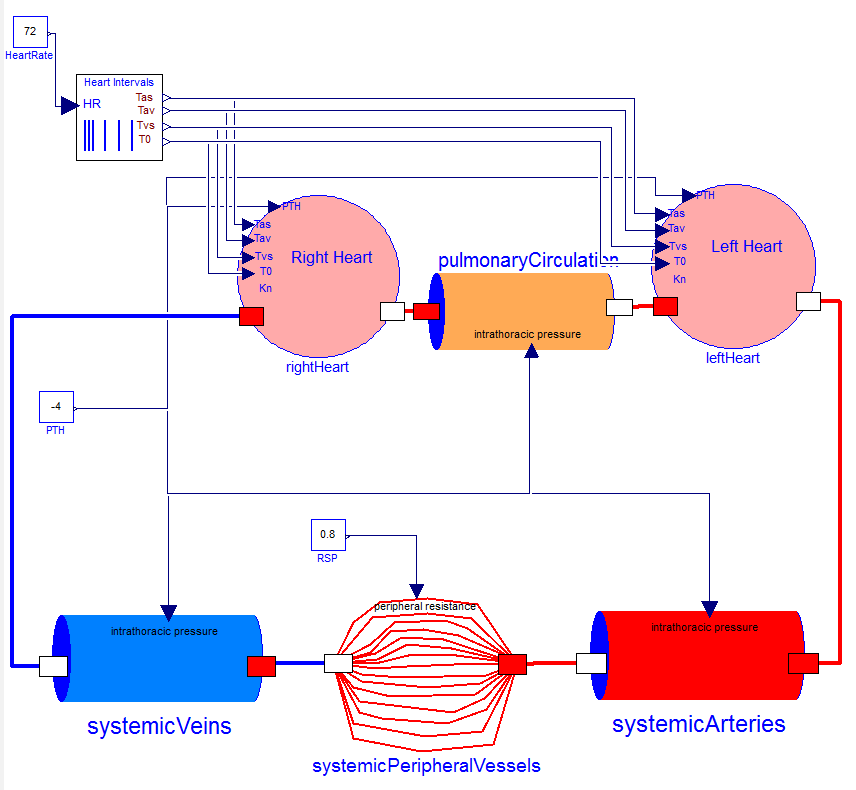 72
HeartRate
Heart Intervals
HR
Tas
Tav
Tvs
T0
PTH
Tas
Tav
Tvs
T0
Kn
Right Heart
rightHeart
pulmonaryCirculation
intrathoracic pressure
PTH
Tas
Tav
Tvs
T0
Kn
Left Heart
leftHeart
-4
PTH
0.8
RSP
intrathoracic pressure
systemicVeins
peripheral resistance
systemicPeripheralVessels
intrathoracic pressure
systemicArteries